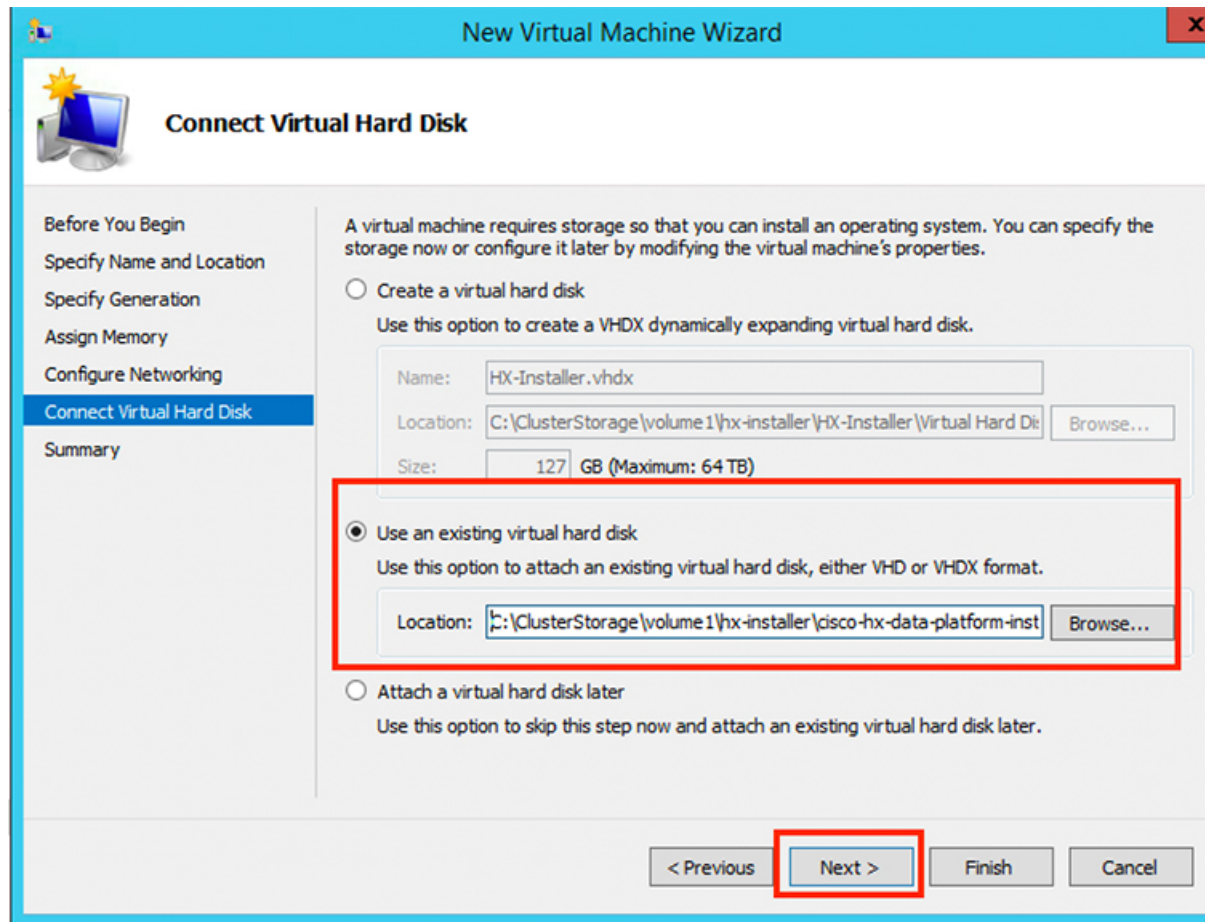 New Virtual Machine Wizard
x
Connect Virtual Hard Disk
Before You Begin
Specify Name and Location
Specify Generation
Assign Memory
Configure Networking
Connect Virtual Hard Disk
Summary
A virtual machine requires storage so that you can install an operating system. You can specify the
storage now or configure it later by modifying the virtual machine's properties.
Create a virtual hard disk
Use this option to create a VHDX dynamically expanding virtual hard disk.
Name: HX-Installer.vhdx
Location: C:\ClusterStorage\volume1\hx-installer\HX-Installer\Virtual Hard Di Browse...
Size: 127 GB (Maximum: 64 TB)
Use an existing virtual hard disk
Use this option to attach an existing virtual hard disk, either VHD or VHDX format.
Location: C:\ClusterStorage\volume1\hx-installer\cisco-hx-data-platform-inst Browse...
Attach a virtual hard disk later
Use this option to skip this step now and attach an existing virtual hard disk later.
< Previous Next > Finish Cancel